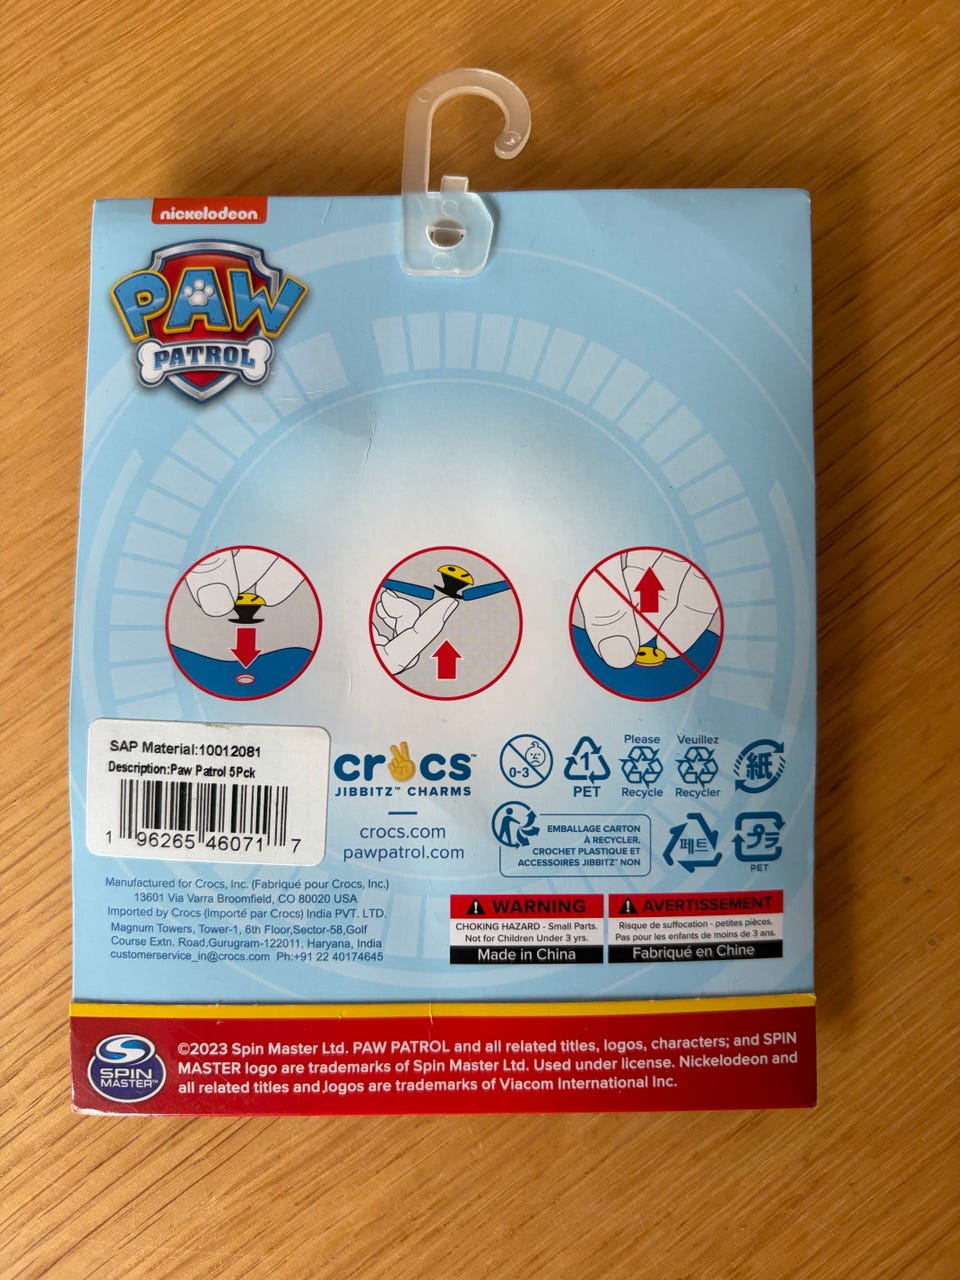 nickelodeon
PAW
PATROL
SAP Material:10012081
Description:Paw Patrol 5Pck
1 96265 46071 7
crocs™
JIBBITZ™ CHARMS
crocs.com
pawpatrol.com
0-3
1
PET
Please
Recycle
Veuillez
Recycler
紙
EMBALLAGE CARTON
À RECYCLER,
CROCHET PLASTIQUE ET
ACCESSOIRES JIBBITZ™ NON
페트
プラ
PET
Manufactured for Crocs, Inc. (Fabriqué pour Crocs, Inc.)
13601 Via Varra Broomfield, CO 80020 USA
Imported by Crocs (Importé par Crocs) India PVT. LTD.
Magnum Towers, Tower-1, 6th Floor,Sector-58,Golf
Course Extn. Road,Gurugram-122011, Haryana, India
customerservice_in@crocs.com Ph:+91 22 40174645
WARNING
CHOKING HAZARD - Small Parts.
Not for Children Under 3 yrs.
Made in China
AVERTISSEMENT
Risque de suffocation - petites pièces.
Pas pour les enfants de moins de 3 ans.
Fabriqué en Chine
SPIN
MASTER™
©2023 Spin Master Ltd. PAW PATROL and all related titles, logos, characters; and SPIN
MASTER logo are trademarks of Spin Master Ltd. Used under license. Nickelodeon and
all related titles and logos are trademarks of Viacom International Inc.